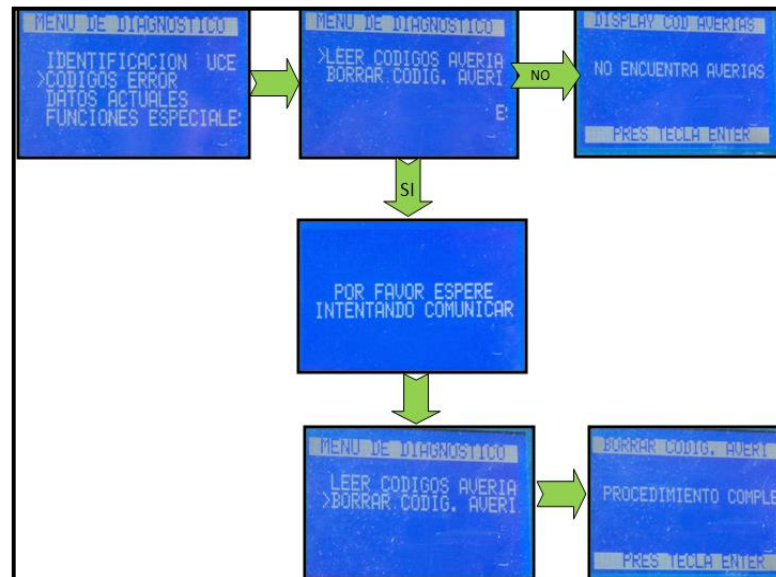 MENU DE DIAGNOSTICO
IDENTIFICACION UCE
>CODIGOS ERROR
DATOS ACTUALES
FUNCIONES ESPECIALE
MENU DE DIAGNOSTICO
>LEER CODIGOS AVERIA
BORRAR CODIG. AVERI
NO
DISPLAY COD AVERIAS
NO ENCUENTRA AVERIAS
PRES TECLA ENTER
SI
POR FAVOR ESPERE
INTENTANDO COMUNICAR
MENU DE DIAGNOSTICO
LEER CODIGOS AVERIA
>BORRAR CODIG. AVERI
BORRAR CODIG. AVERI
PROCEDIMIENTO COMPLE
PRES TECLA ENTER